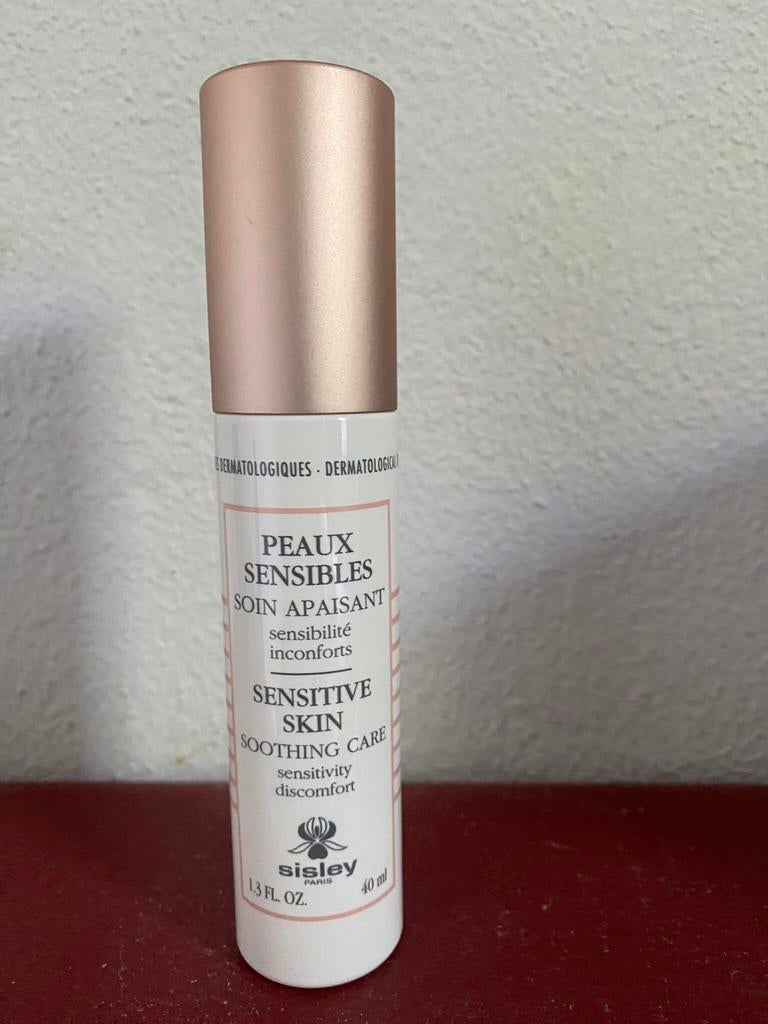 DERMATOLOGIQUES · DERMATOLOGICAL
PEAUX
SENSIBLES
SOIN APAISANT
sensibilité
inconforts
SENSITIVE
SKIN
SOOTHING CARE
sensitivity
discomfort
sisley
PARIS
1.3 FL. OZ. 40 ml